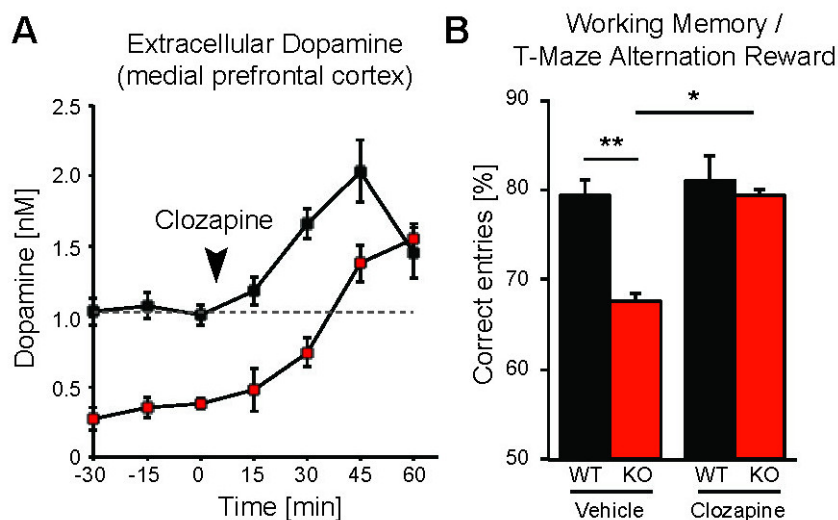 A
Extracellular Dopamine
(medial prefrontal cortex)
Dopamine [nM]
2.5
2.0
1.5
1.0
0.5
0
Clozapine
-30 -15 0 15 30 45 60
Time [min]
B
Working Memory /
T-Maze Alternation Reward
Correct entries [%]
90
80
70
60
50
**
*
WT KO WT KO
Vehicle Clozapine